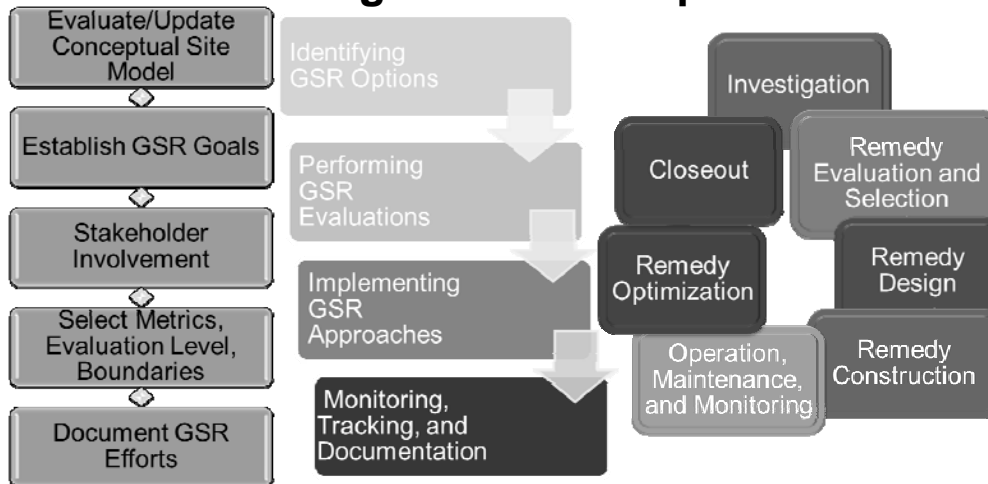 Evaluate/Update
Conceptual Site
Model
Establish GSR Goals
Stakeholder
Involvement
Select Metrics,
Evaluation Level,
Boundaries
Document GSR
Efforts
Identifying
GSR Options
Performing
GSR
Evaluations
Implementing
GSR
Approaches
Monitoring,
Tracking, and
Documentation
Investigation
Remedy
Evaluation and
Selection
Remedy
Design
Remedy
Construction
Operation,
Maintenance,
and Monitoring
Remedy
Optimization
Closeout